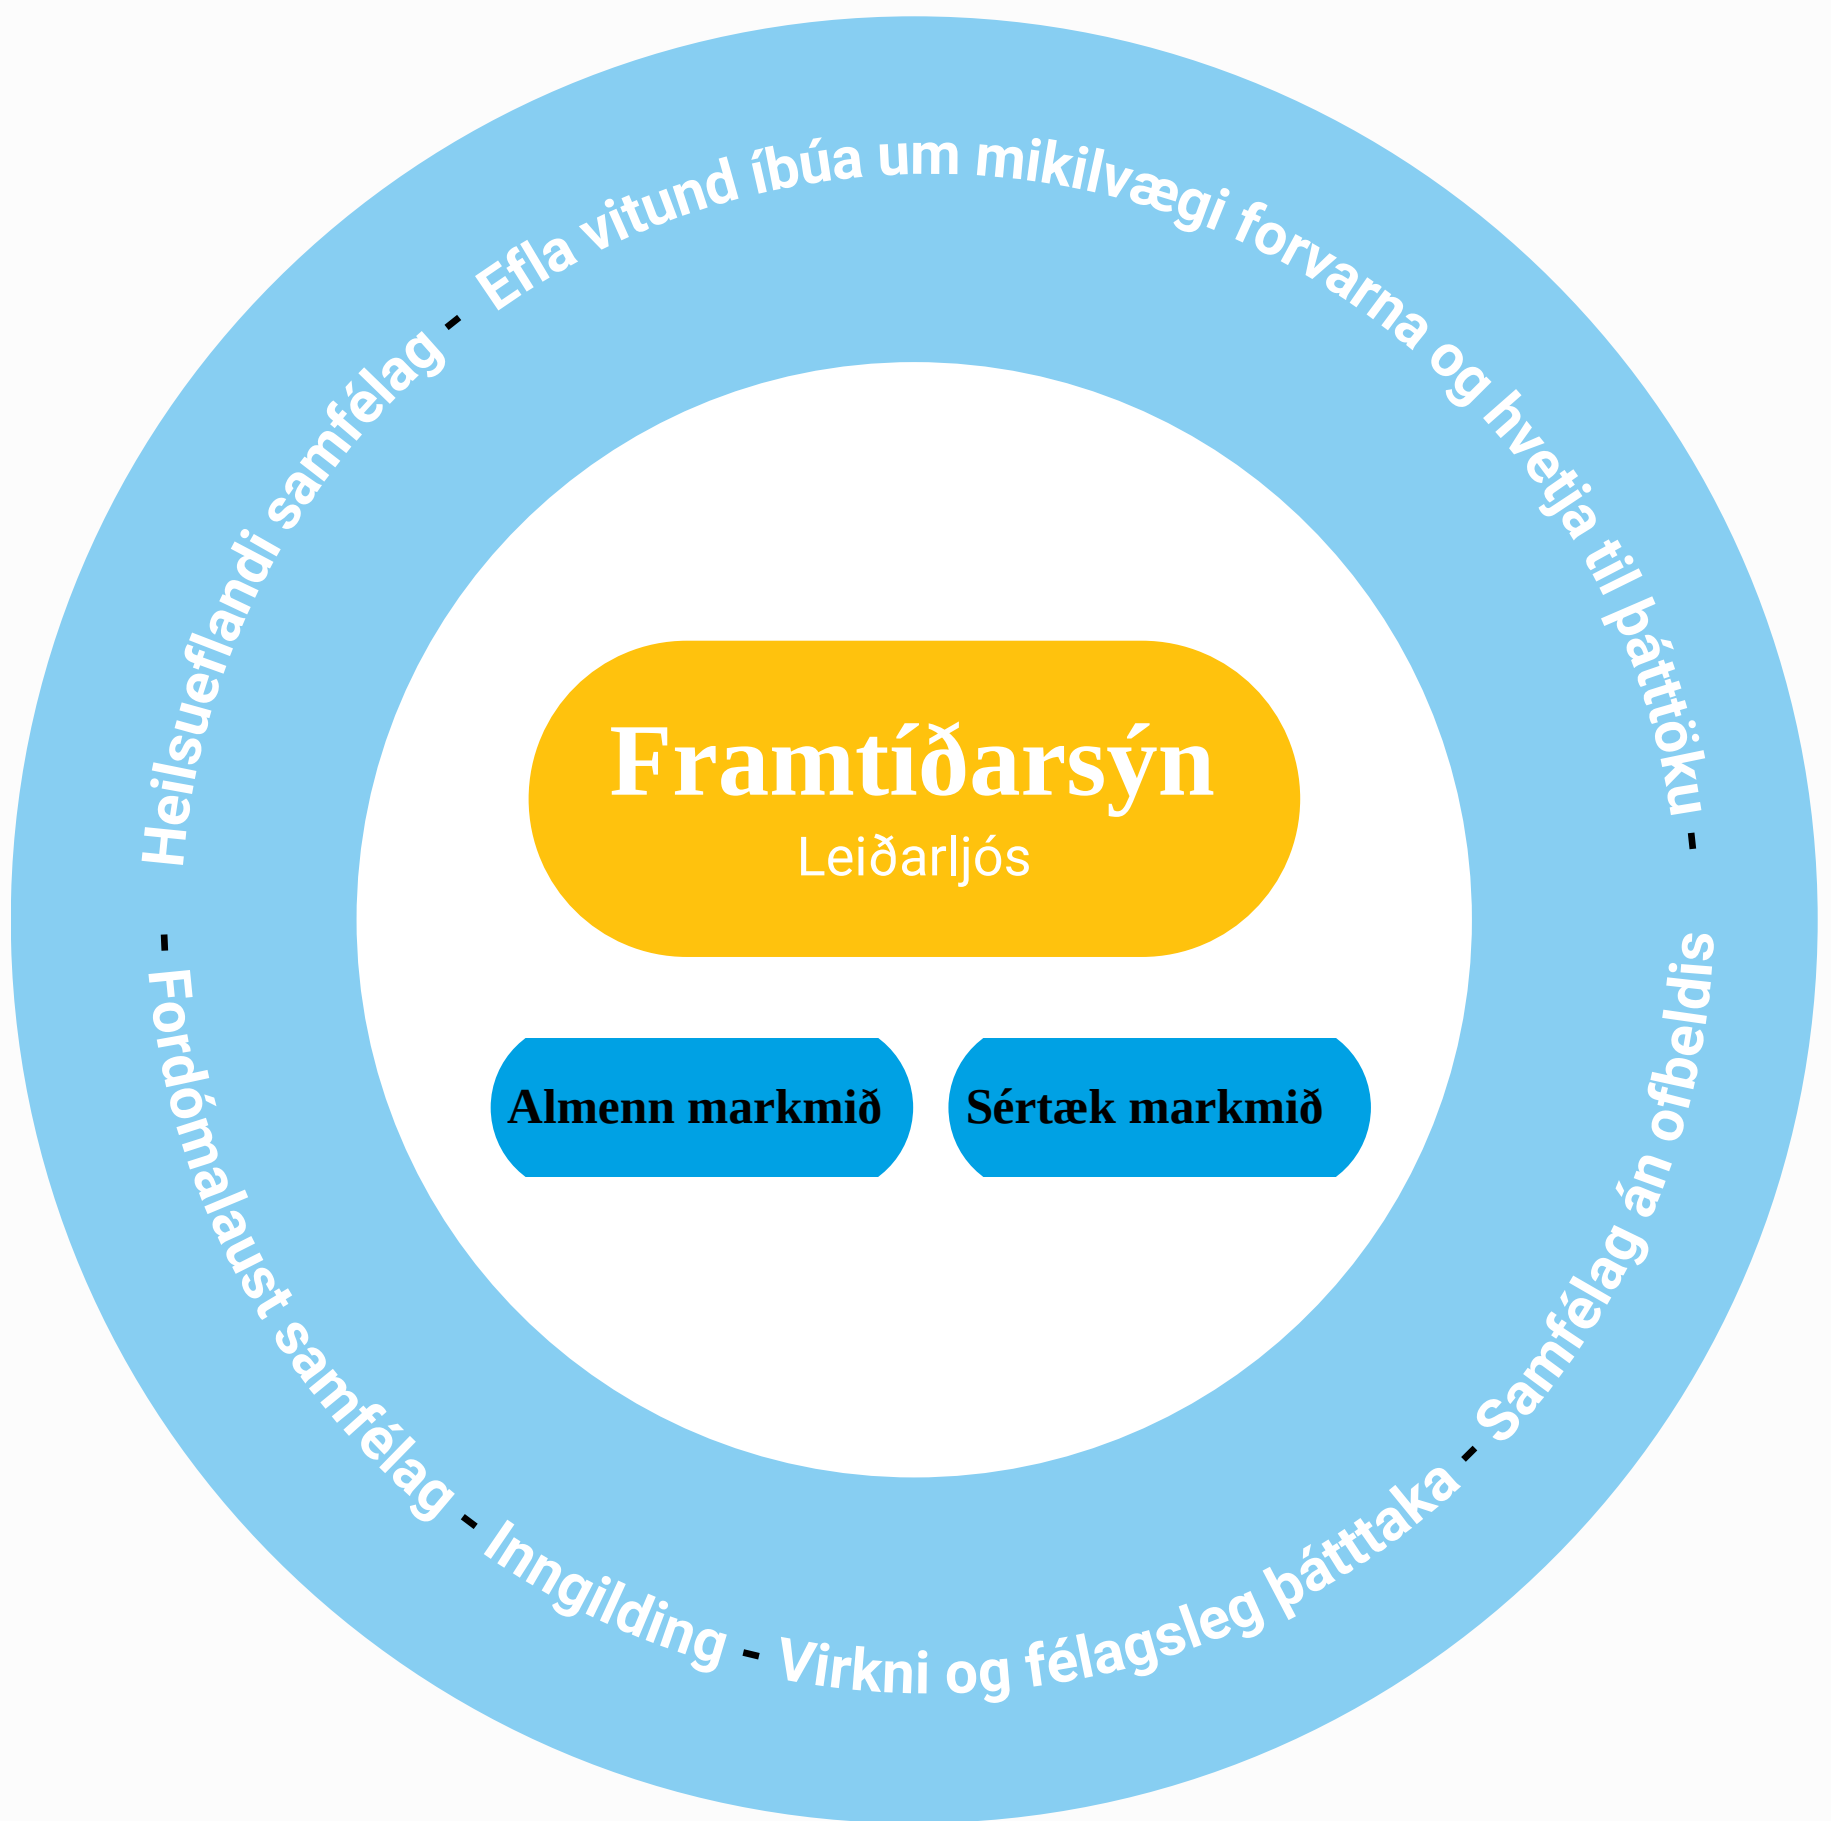 Heilsueflandi samfélag - Efla vitund íbúa um mikilvægi forvarna og hvetja til þátttöku -
Framtíðarsýn
Leiðarljós
Almenn markmið
Sértæk markmið
- Fordómalaust samfélag - Inngilding - Virkni og félagsleg þátttaka - Samfélag án ofbeldis